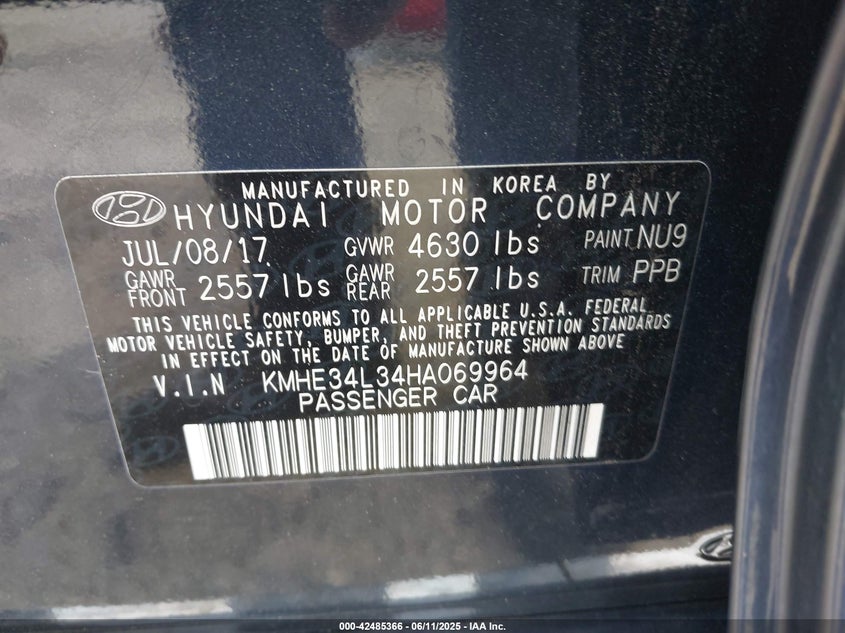 MANUFACTURED IN KOREA BY
HYUNDAI MOTOR COMPANY
JUL/08/17 GVWR 4630 lbs PAINT NU9
GAWR FRONT 2557 lbs GAWR REAR 2557 lbs TRIM PPB
THIS VEHICLE CONFORMS TO ALL APPLICABLE U.S.A. FEDERAL
MOTOR VEHICLE SAFETY, BUMPER, AND THEFT PREVENTION STANDARDS
IN EFFECT ON THE DATE OF MANUFACTURE SHOWN ABOVE
V.I.N KMHE34L34HA069964
PASSENGER CAR
000-42485366 - 06/11/2025 - IAA Inc.